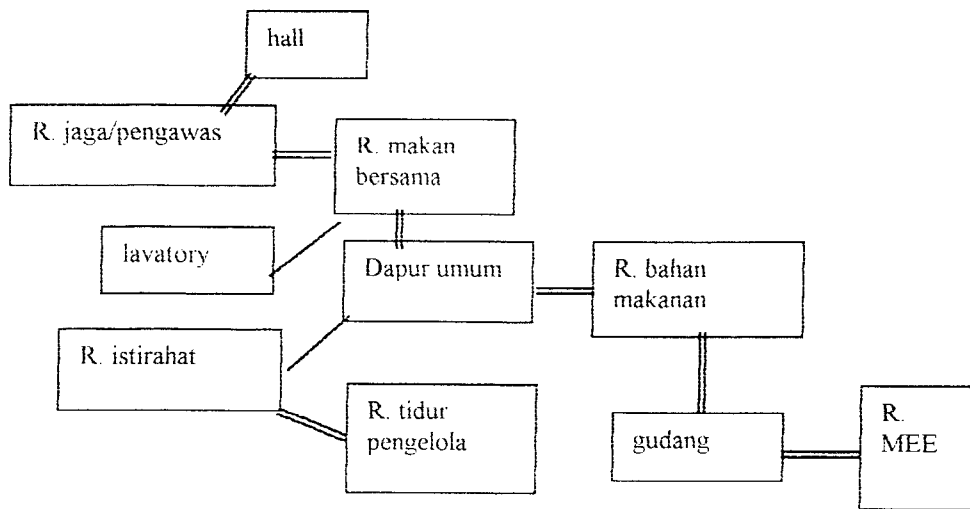 hall
R. jaga/pengawas
R. makan
bersama
lavatory
Dapur umum
R. bahan
makanan
R. istirahat
R. tidur
pengelola
gudang
R.
MEE